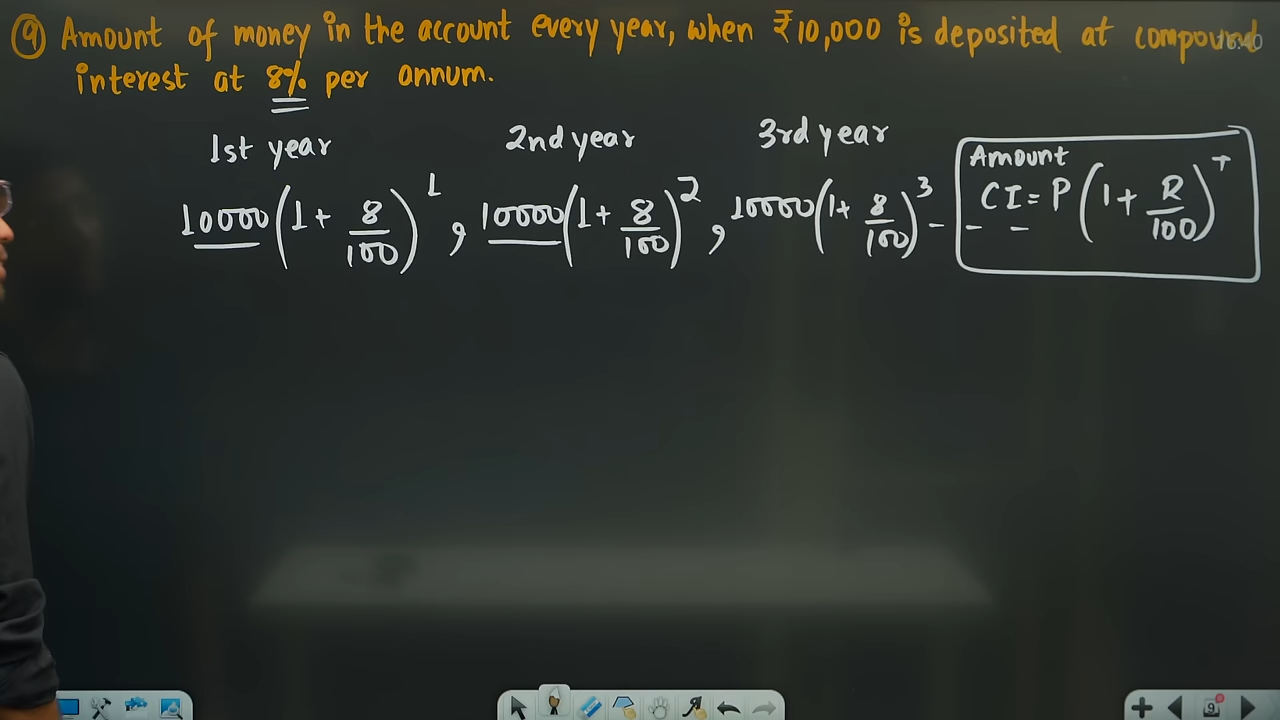 9 Amount of money in the account every year, when ₹10,000 is deposited at compound
interest at 8% per annum.
1st year 2nd year 3rd year
10000(1+8/100)^1, 10000(1+8/100)^2, 10000(1+8/100)^3 - - -
Amount
CI=P(1+R/100)^T
9